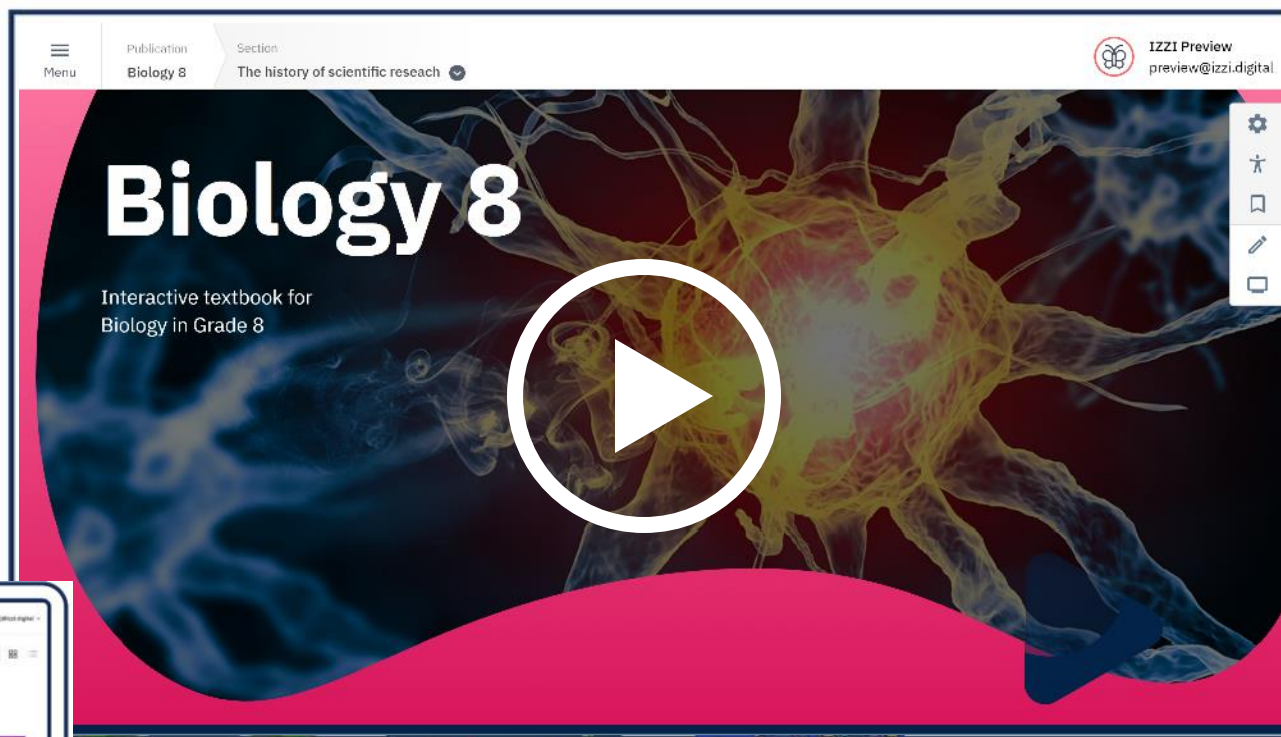 Menu
Publication
Biology 8
Section
The history of scientific reseach
IZZI Preview
preview@izzi.digital
Biology 8
Interactive textbook for
Biology in Grade 8